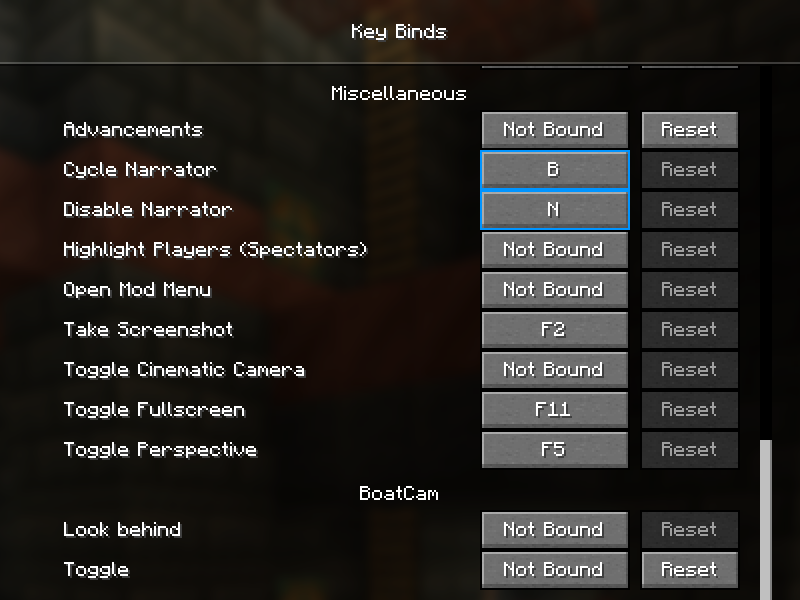 Key Binds
Miscellaneous
Advancements Not Bound Reset
Cycle Narrator B Reset
Disable Narrator N Reset
Highlight Players (Spectators) Not Bound Reset
Open Mod Menu Not Bound Reset
Take Screenshot F2 Reset
Toggle Cinematic Camera Not Bound Reset
Toggle Fullscreen F11 Reset
Toggle Perspective F5 Reset
BoatCam
Look behind Not Bound Reset
Toggle Not Bound Reset